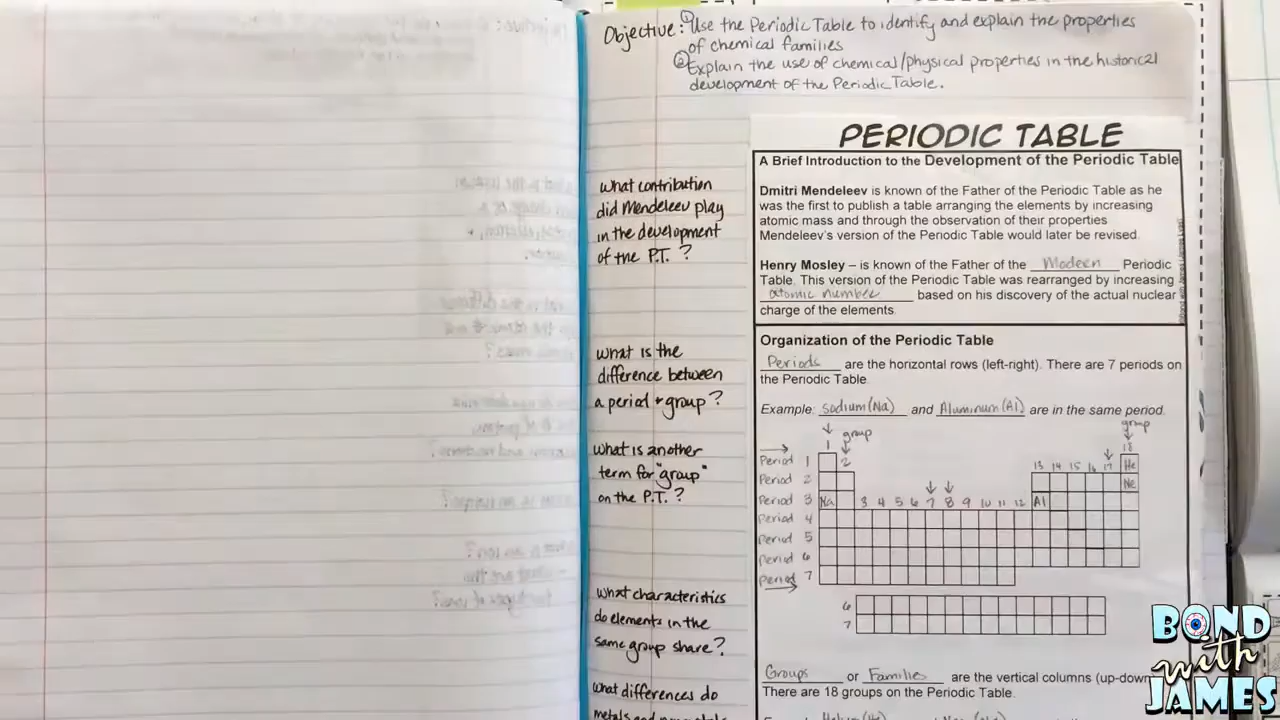 Objective: ① Use the Periodic Table to identify and explain the properties
of chemical families
② Explain the use of chemical/physical properties in the historical
development of the Periodic Table.
PERIODIC TABLE
A Brief Introduction to the Development of the Periodic Table
Dmitri Mendeleev is known of the Father of the Periodic Table as he
was the first to publish a table arranging the elements by increasing
atomic mass and through the observation of their properties
Mendeleev's version of the Periodic Table would later be revised.
Henry Mosley – is known of the Father of the Modern Periodic
Table. This version of the Periodic Table was rearranged by increasing
atomic number based on his discovery of the actual nuclear
charge of the elements
what contribution
did Mendeleev play
in the development
of the P.T. ?
What is the
difference between
a period + group?
What is another
term for "group"
on the P.T. ?
what characteristics
do elements in the
same group share?
what differences do
Organization of the Periodic Table
Periods are the horizontal rows (left-right). There are 7 periods on
the Periodic Table
Example: Sodium (Na) and Aluminum (Al) are in the same period.
group
group
1
18
Period 1 2 13 14 15 16 17 He
Period 2 Ne
Period 3 Na 3 4 5 6 7 8 9 10 11 12 Al
Period 4
Period 5
Period 6
Period 7
6
7
Groups or Families are the vertical columns (up-down
There are 18 groups on the Periodic Table.
BOND
with
JAMES